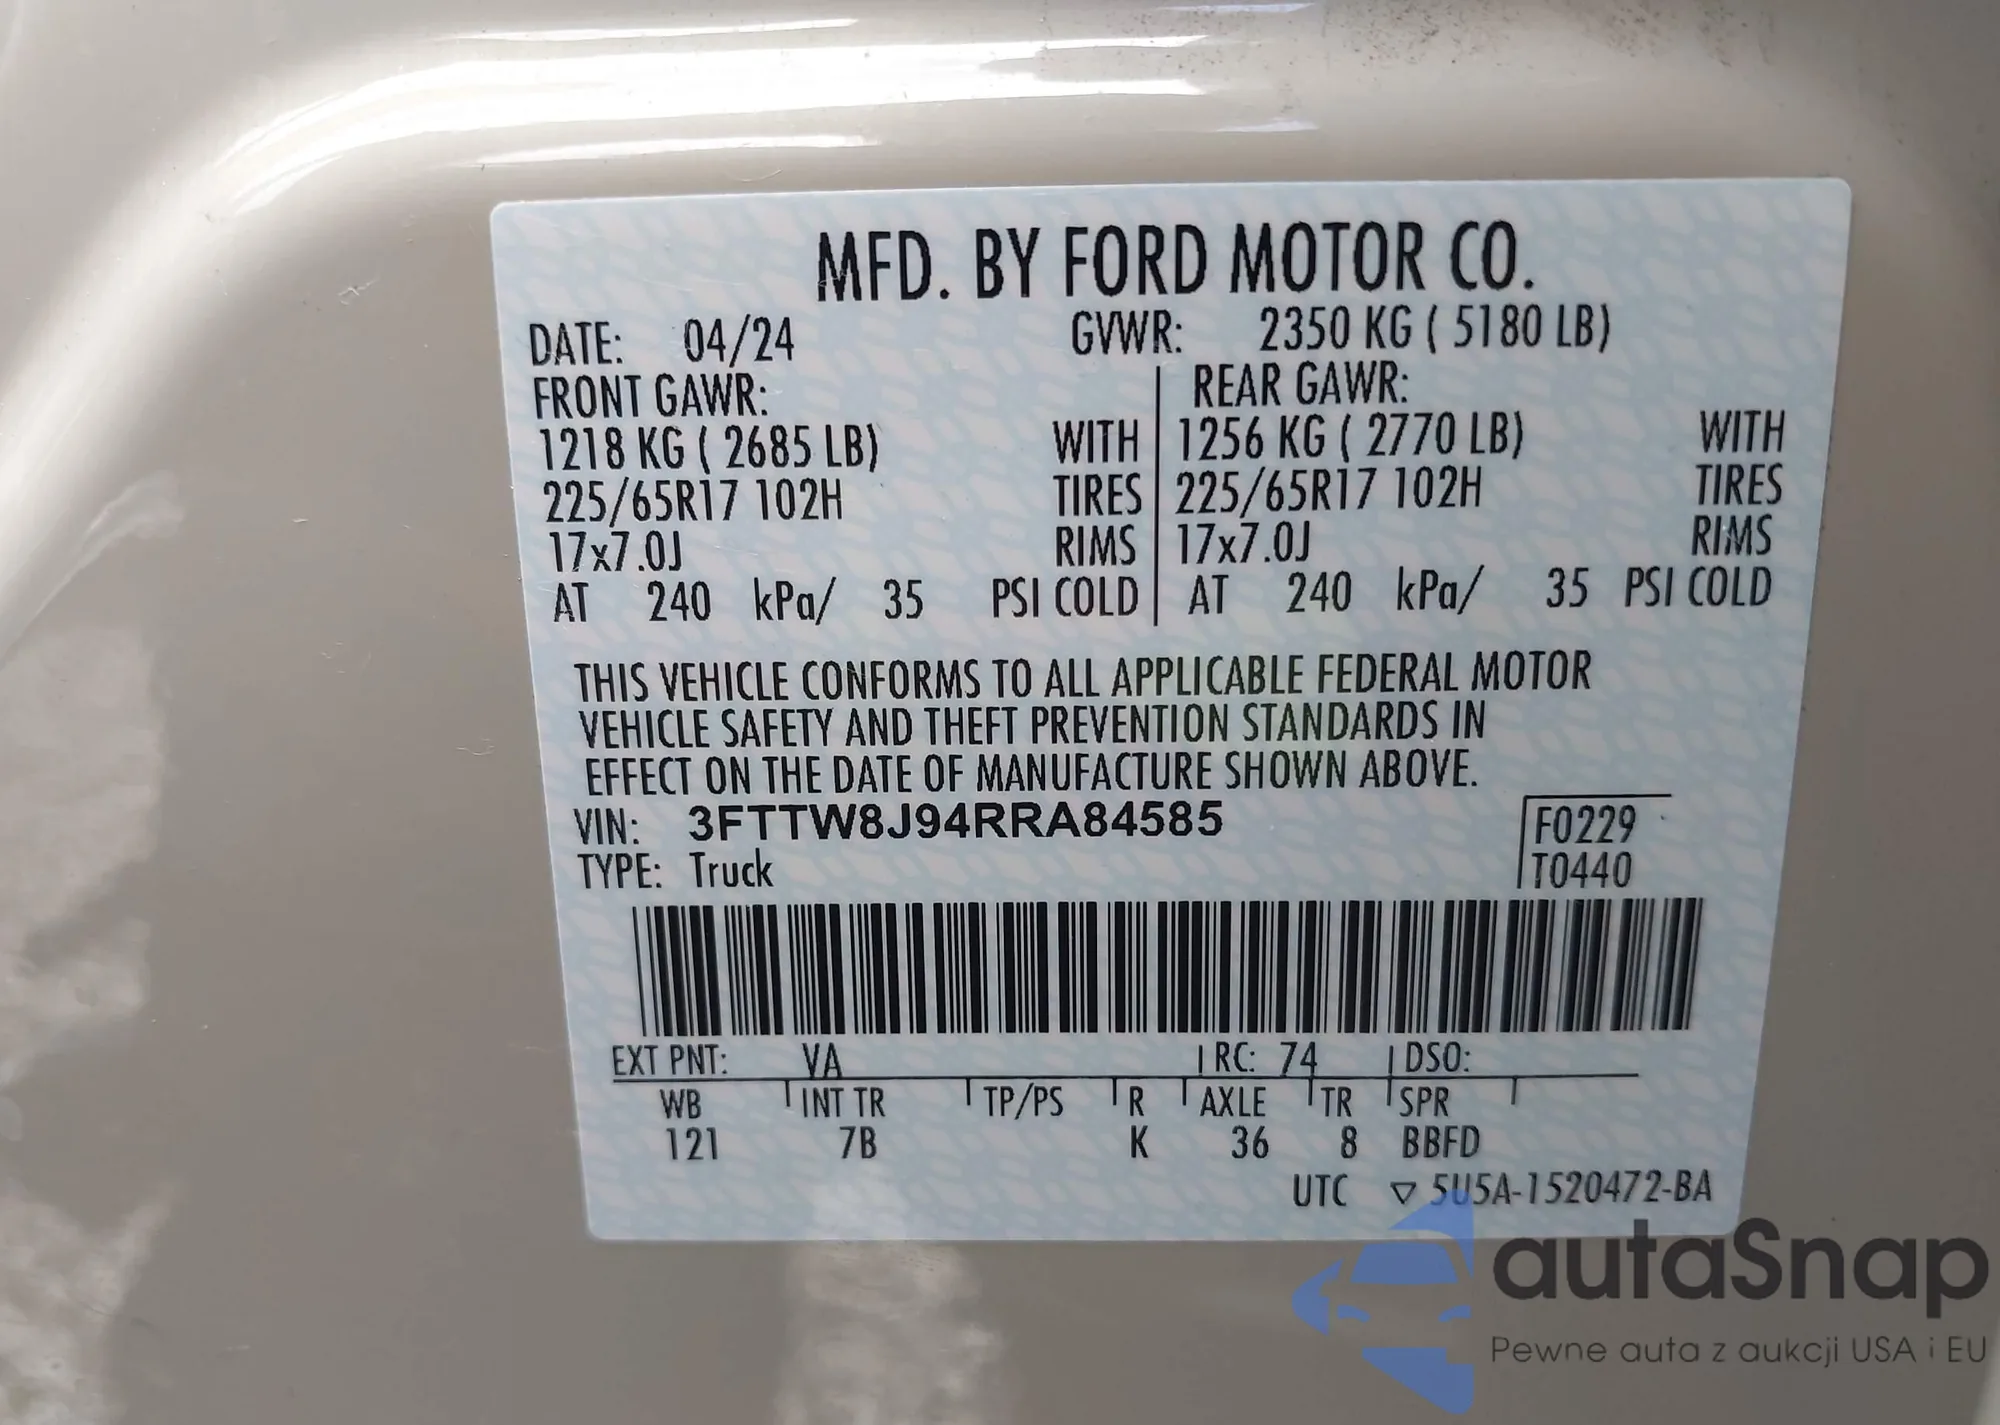 MFD. BY FORD MOTOR CO.
DATE: 04/24 GVWR: 2350 KG ( 5180 LB)
FRONT GAWR: REAR GAWR:
1218 KG ( 2685 LB) WITH 1256 KG ( 2770 LB) WITH
225/65R17 102H TIRES 225/65R17 102H TIRES
17x7.0J RIMS 17x7.0J RIMS
AT 240 kPa/ 35 PSI COLD AT 240 kPa/ 35 PSI COLD
THIS VEHICLE CONFORMS TO ALL APPLICABLE FEDERAL MOTOR
VEHICLE SAFETY AND THEFT PREVENTION STANDARDS IN
EFFECT ON THE DATE OF MANUFACTURE SHOWN ABOVE.
VIN: 3FTTW8J94RRA84585 F0229
TYPE: Truck T0440
EXT PNT: VA RC: 74 DSO:
WB INT TR TP/PS R AXLE TR SPR
121 7B K 36 8 BBFD
UTC ▽ 5U5A-1520472-BA
autaSnap
Pewne auta z aukcji USA i EU